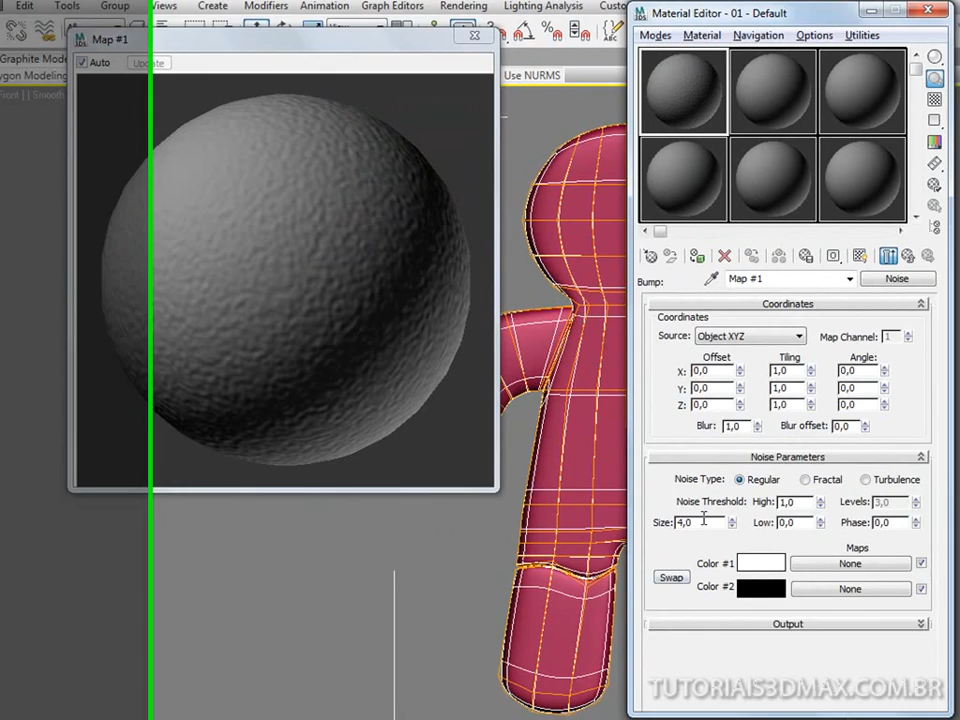 Edit Tools Group Views Create Modifiers Animation Graph Editors Rendering Lighting Analysis Custo
Graphite Mode
ygon Modeling
Use NURMS
Front ] [ Smooth
Map #1
Auto Update
Material Editor - 01 - Default
Modes Material Navigation Options Utilities
Bump: Map #1 Noise
Coordinates
Coordinates
Source: Object XYZ Map Channel: 1
Offset Tiling Angle:
X: 0,0 1,0 0,0
Y: 0,0 1,0 0,0
Z: 0,0 1,0 0,0
Blur: 1,0 Blur offset: 0,0
Noise Parameters
Noise Type: Regular Fractal Turbulence
Noise Threshold: High: 1,0 Levels: 3,0
Size: 4,0 Low: 0,0 Phase: 0,0
Maps
Color #1 None
Swap
Color #2 None
Output
TUTORIAIS3DMAX.COM.BR